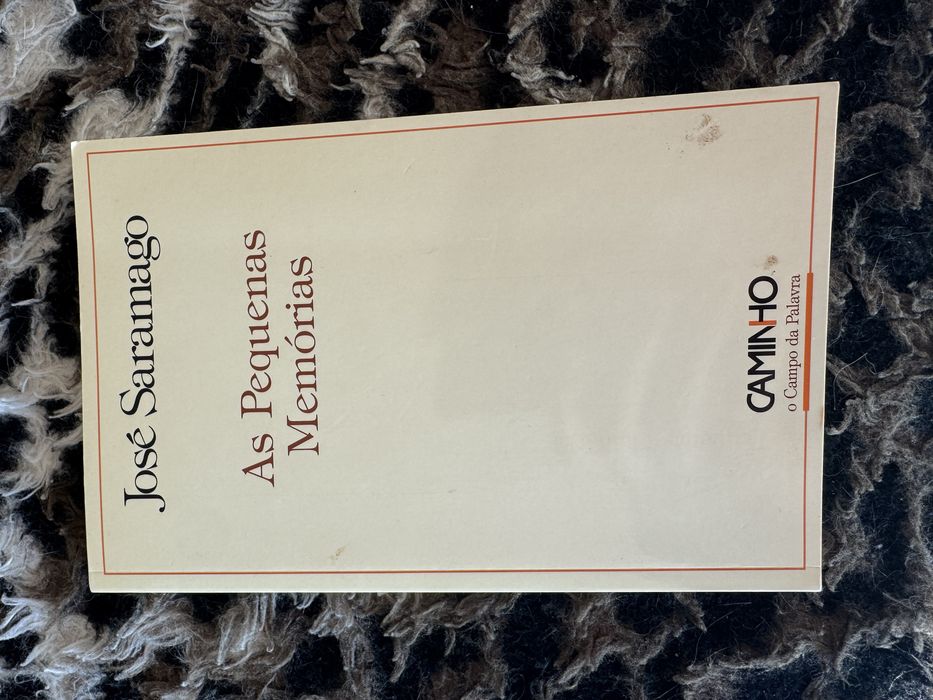 José Saramago
As Pequenas
Memórias
CAMINHO
o Campo da Palavra